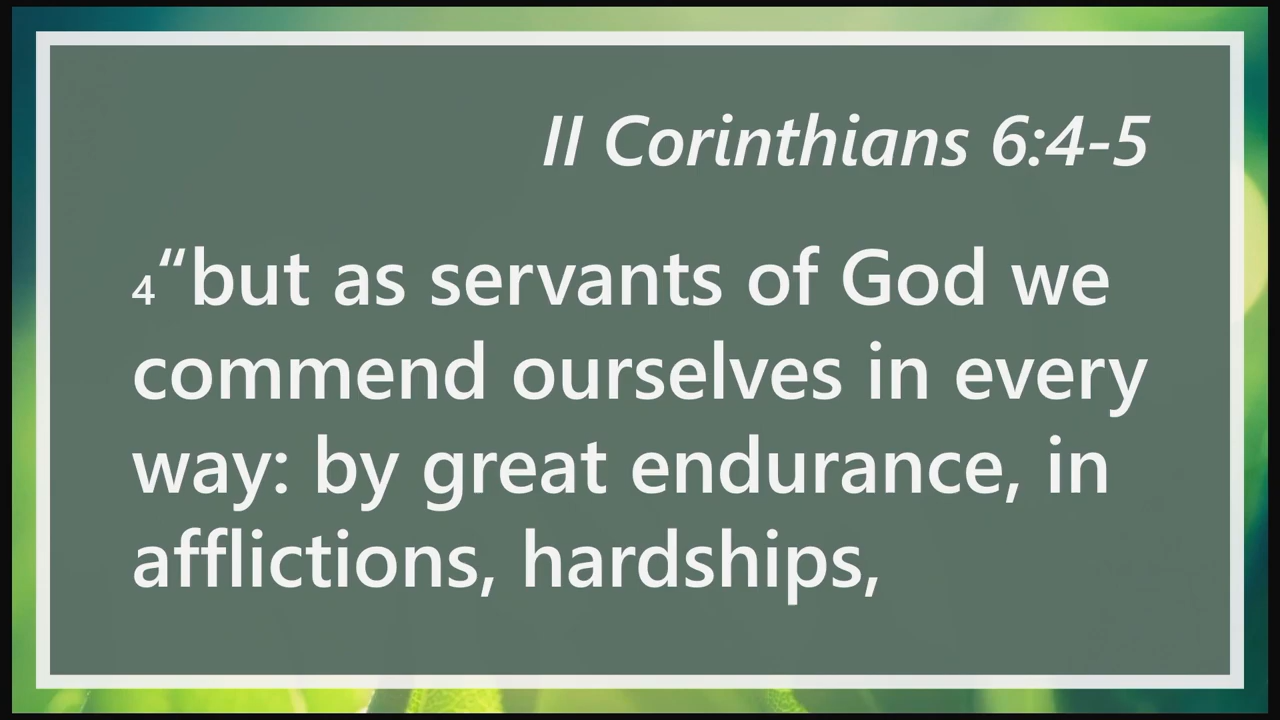 II Corinthians 6:4-5
4“but as servants of God we
commend ourselves in every
way: by great endurance, in
afflictions, hardships,